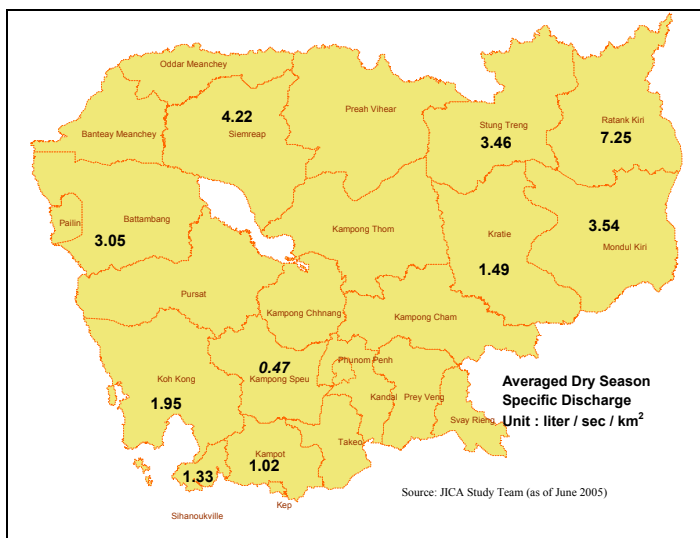 Oddar Meanchey
Preah Vihear
4.22
Siemreap
Banteay Meanchey
Stung Treng
3.46
Ratank Kiri
7.25
Pailin
Battambang
3.05
Kampong Thom
Kratie
1.49
3.54
Mondul Kiri
Pursat
Kampong Chhnang
Kampong Cham
0.47
Kampong Speu
Phunom Penh
Koh Kong
1.95
Kandal
Prey Veng
Svay Rieng
Takeo
Kampot
1.02
1.33
Kep
Sihanoukville
Averaged Dry Season
Specific Discharge
Unit : liter / sec / km²
Source: JICA Study Team (as of June 2005)